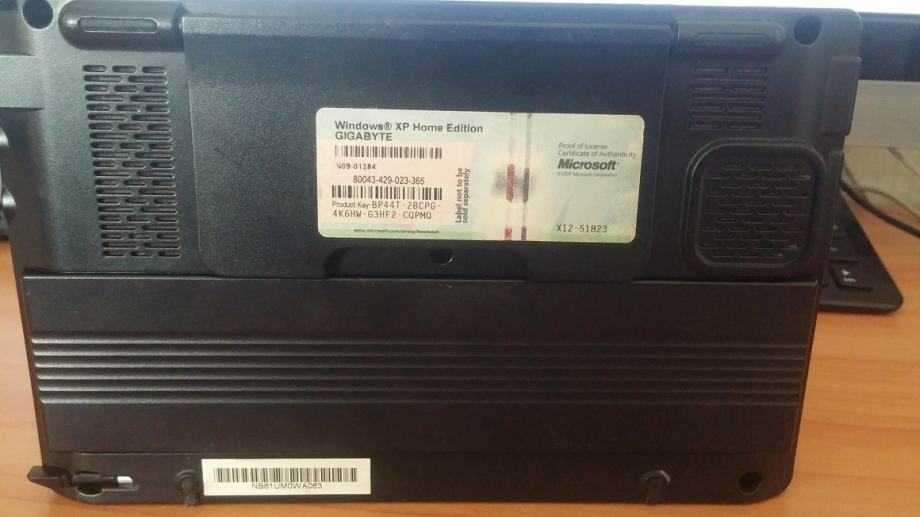 Windows® XP Home Edition
GIGABYTE
N09-01284
80043-429-023-365
Product Key: BP44T-2BCPG-
4K6HW-G3HF2-CQPMQ
Label not to be
sold separately
Proof of License
Certificate of Authenticity
Microsoft®
X12-51823
NB81UM0WA063